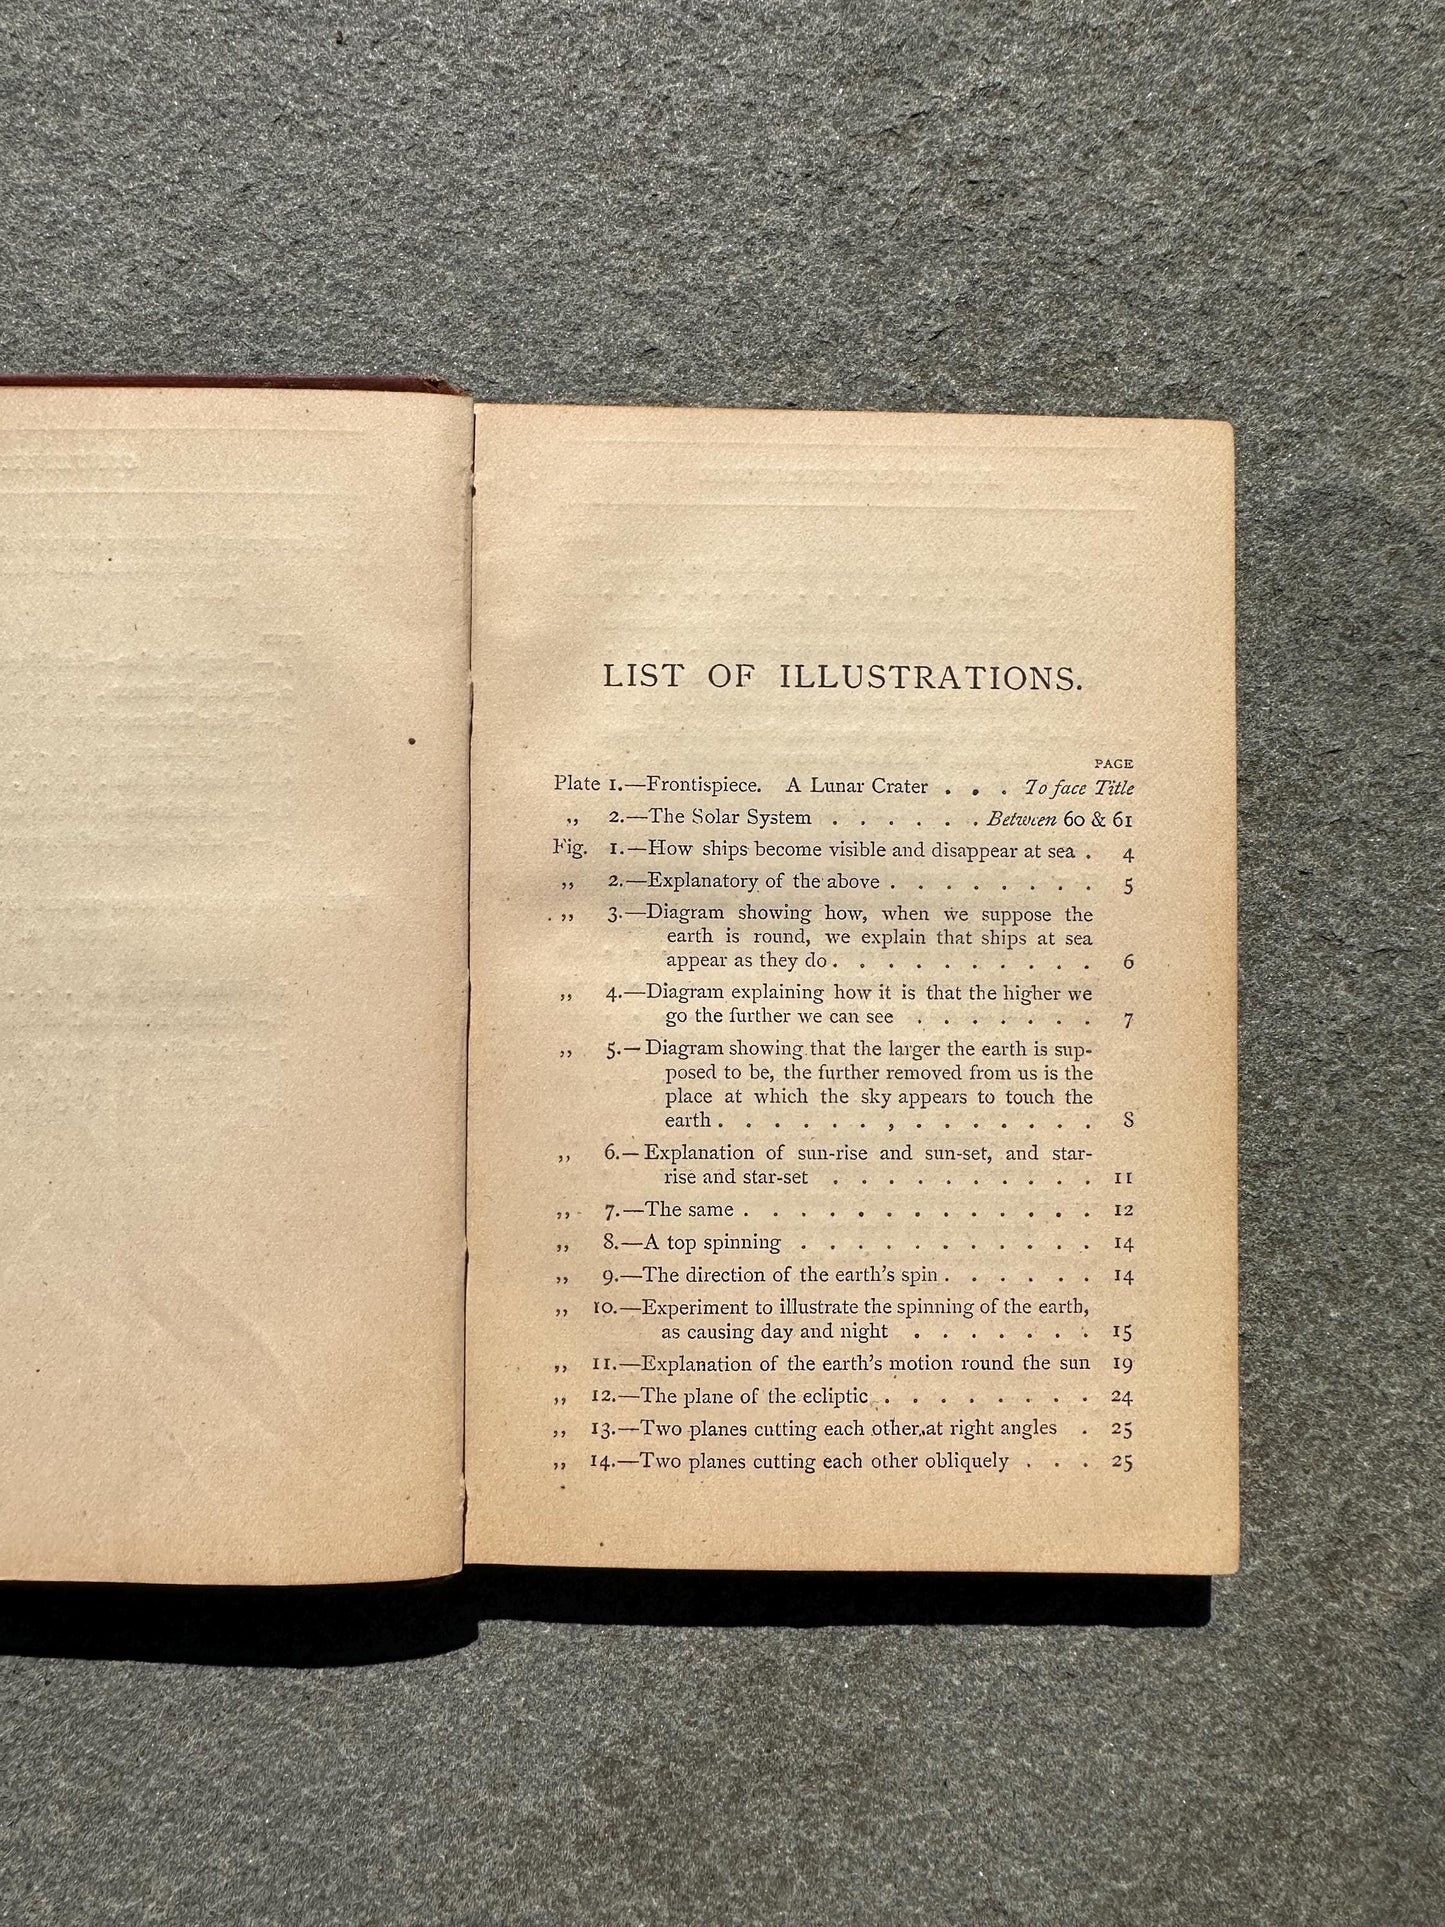 LIST OF ILLUSTRATIONS.
PAGE
Plate 1.—Frontispiece. A Lunar Crater . . . To face Title
,, 2.—The Solar System . . . . . . Between 60 & 61
Fig. 1.—How ships become visible and disappear at sea . 4
,, 2.—Explanatory of the above . . . . . . . . 5
,, 3.—Diagram showing how, when we suppose the
earth is round, we explain that ships at sea
appear as they do . . . . . . . . . . 6
,, 4.—Diagram explaining how it is that the higher we
go the further we can see . . . . . . . 7
,, 5.—Diagram showing that the larger the earth is sup-
posed to be, the further removed from us is the
place at which the sky appears to touch the
earth . . . . . . , . . . . . . . 8
,, 6.—Explanation of sun-rise and sun-set, and star-
rise and star-set . . . . . . . . . . 11
,, 7.—The same . . . . . . . . . . . . . 12
,, 8.—A top spinning . . . . . . . . . . . 14
,, 9.—The direction of the earth's spin . . . . . . 14
,, 10.—Experiment to illustrate the spinning of the earth,
as causing day and night . . . . . . . 15
,, 11.—Explanation of the earth's motion round the sun 19
,, 12.—The plane of the ecliptic . . . . . . . . 24
,, 13.—Two planes cutting each other at right angles . 25
,, 14.—Two planes cutting each other obliquely . . . 25